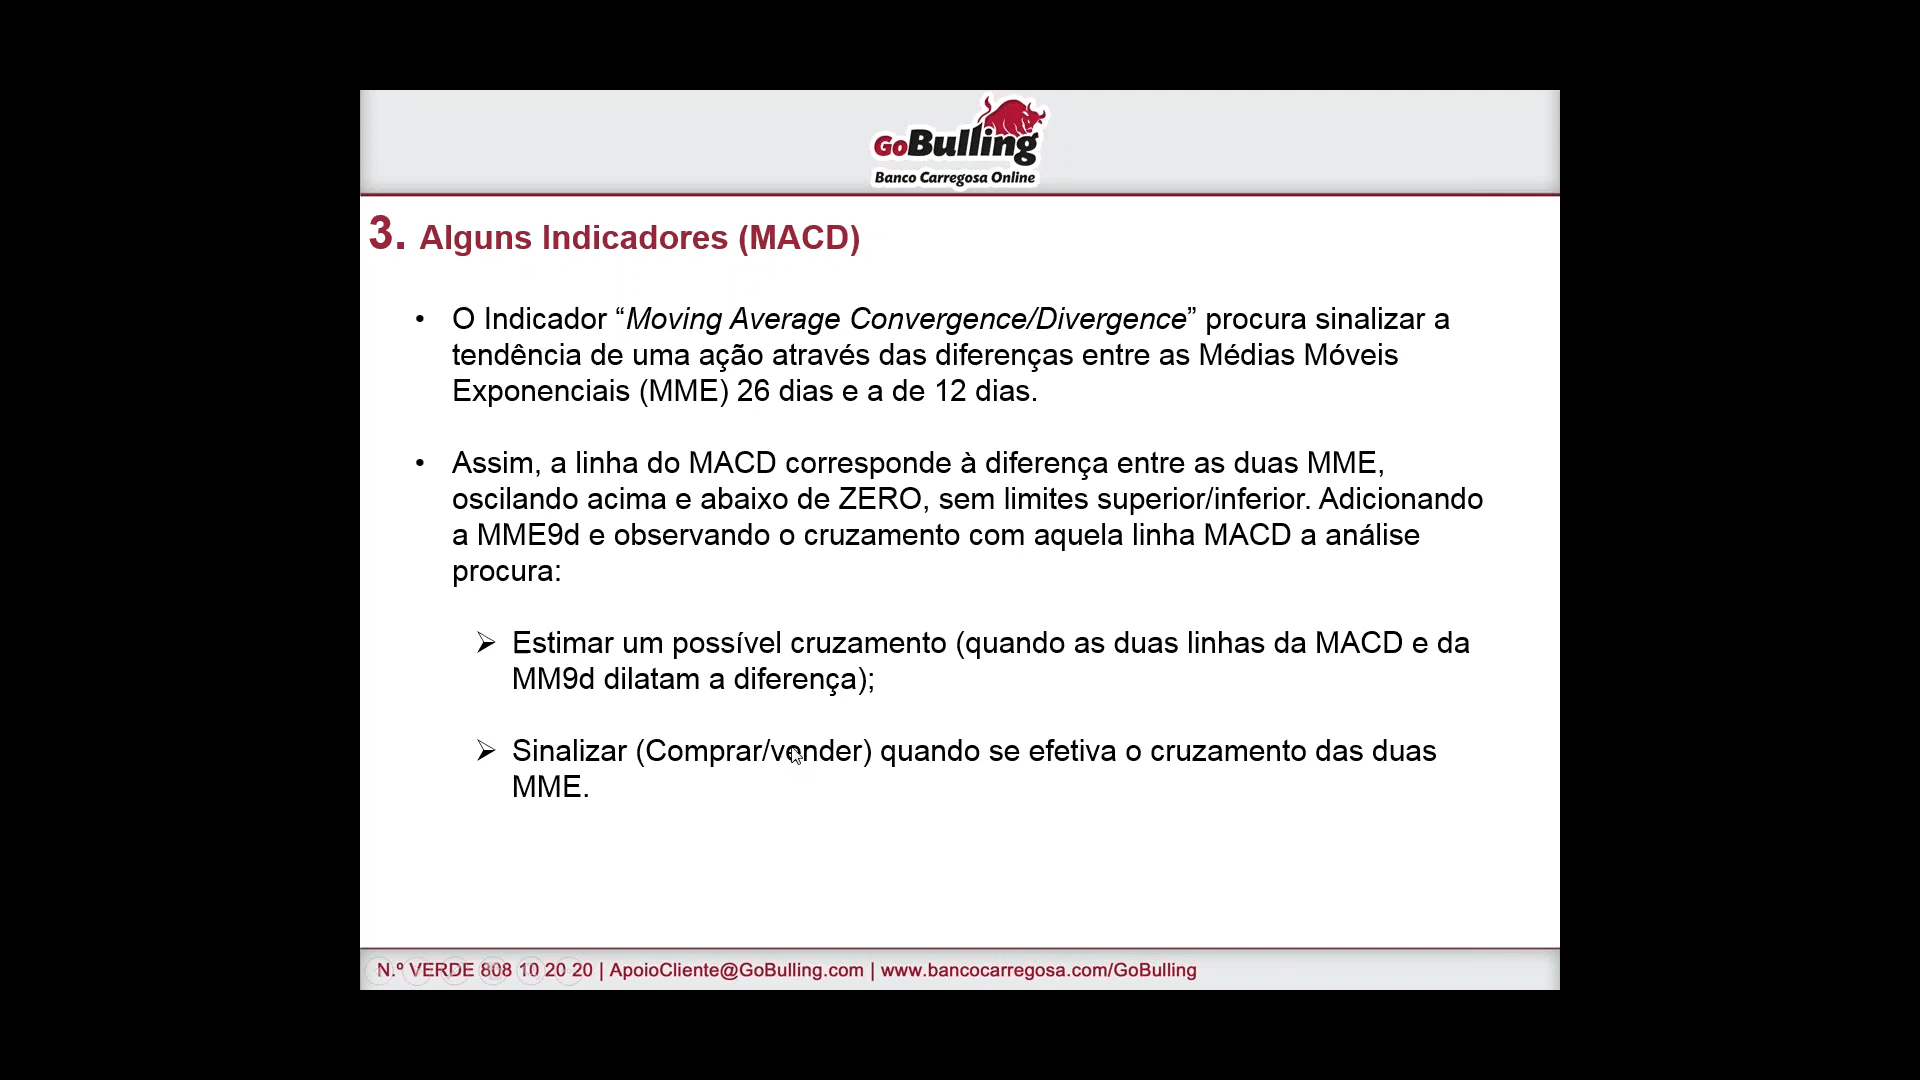 GoBulling
Banco Carregosa Online
3. Alguns Indicadores (MACD)
• O Indicador “Moving Average Convergence/Divergence” procura sinalizar a
tendência de uma ação através das diferenças entre as Médias Móveis
Exponenciais (MME) 26 dias e a de 12 dias.
• Assim, a linha do MACD corresponde à diferença entre as duas MME,
oscilando acima e abaixo de ZERO, sem limites superior/inferior. Adicionando
a MME9d e observando o cruzamento com aquela linha MACD a análise
procura:
➢ Estimar um possível cruzamento (quando as duas linhas da MACD e da
MM9d dilatam a diferença);
➢ Sinalizar (Comprar/vender) quando se efetiva o cruzamento das duas
MME.
N.º VERDE 808 10 20 20 | ApoioCliente@GoBulling.com | www.bancocarregosa.com/GoBulling